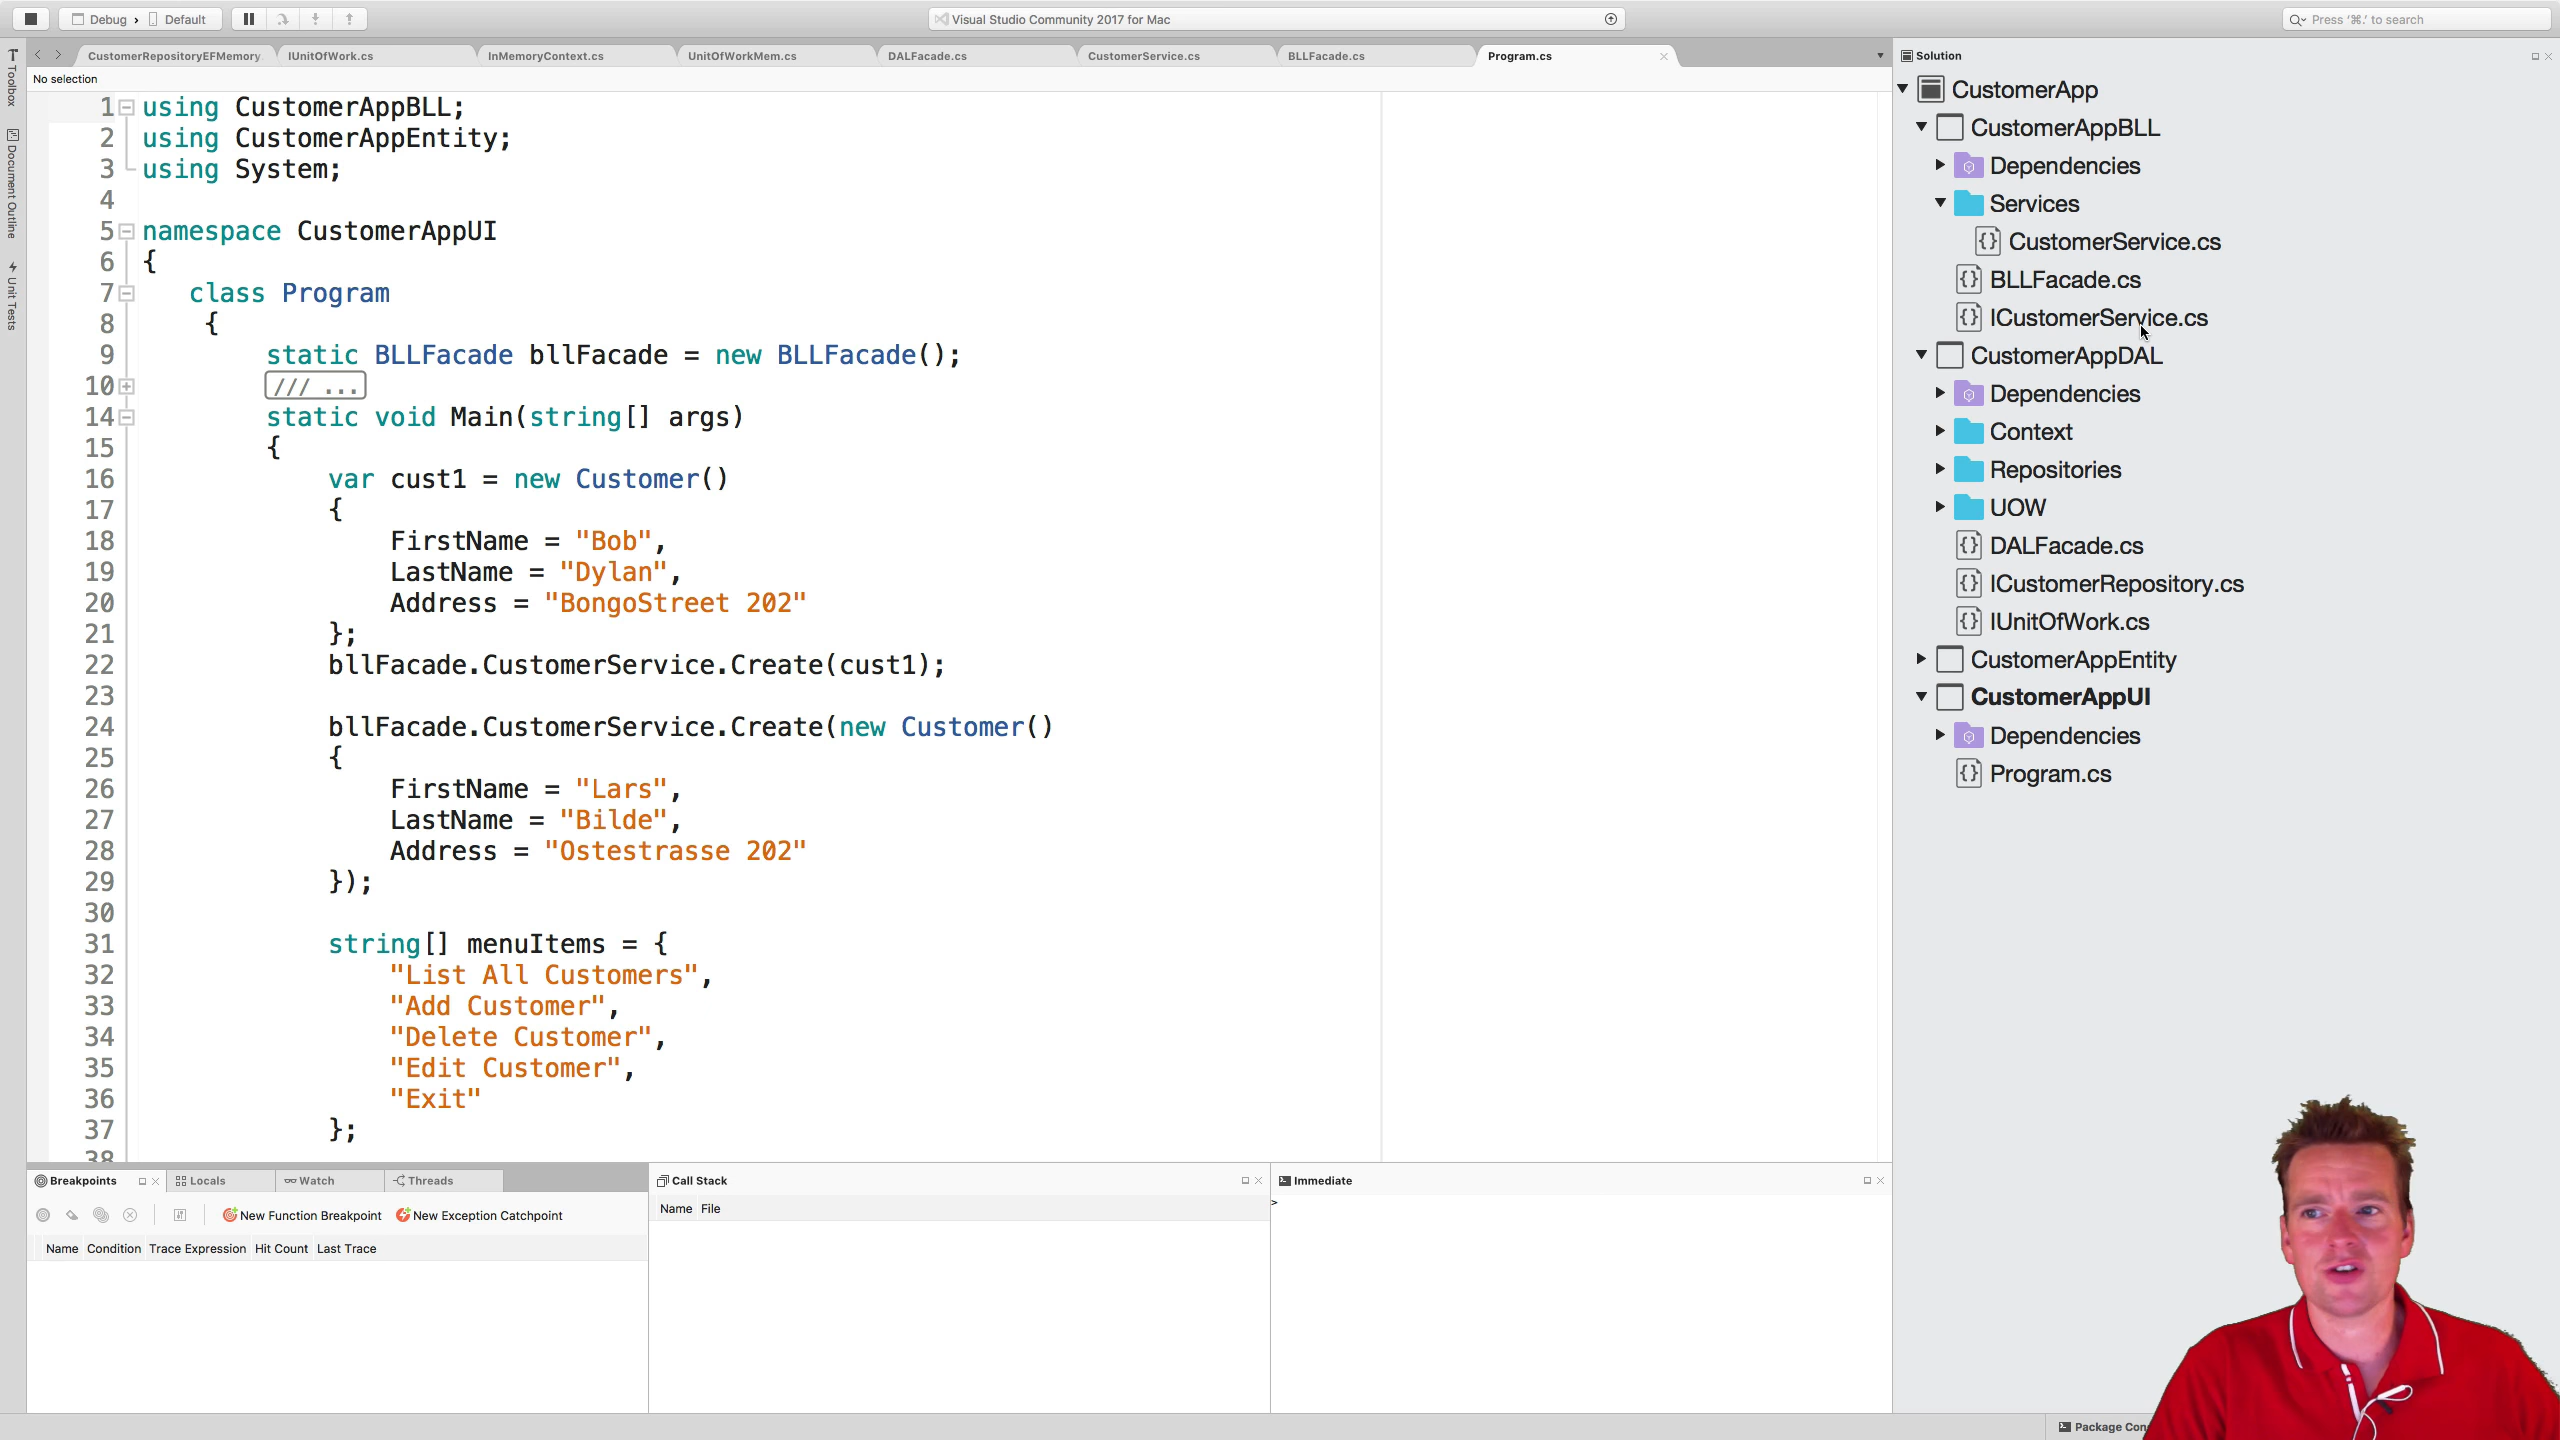 Debug › Default
Visual Studio Community 2017 for Mac
Press '⌘.' to search
Toolbox
Document Outline
Unit Tests
CustomerRepositoryEFMemory
IUnitOfWork.cs
InMemoryContext.cs
UnitOfWorkMem.cs
DALFacade.cs
CustomerService.cs
BLLFacade.cs
Program.cs
No selection
1 using CustomerAppBLL;
2 using CustomerAppEntity;
3 using System;
4
5 namespace CustomerAppUI
6 {
7 class Program
8 {
9 static BLLFacade bllFacade = new BLLFacade();
10 /// ...
14 static void Main(string[] args)
15 {
16 var cust1 = new Customer()
17 {
18 FirstName = "Bob",
19 LastName = "Dylan",
20 Address = "BongoStreet 202"
21 };
22 bllFacade.CustomerService.Create(cust1);
23
24 bllFacade.CustomerService.Create(new Customer()
25 {
26 FirstName = "Lars",
27 LastName = "Bilde",
28 Address = "Ostestrasse 202"
29 });
30
31 string[] menuItems = {
32 "List All Customers",
33 "Add Customer",
34 "Delete Customer",
35 "Edit Customer",
36 "Exit"
37 };
38
Solution
CustomerApp
CustomerAppBLL
Dependencies
Services
CustomerService.cs
BLLFacade.cs
ICustomerService.cs
CustomerAppDAL
Dependencies
Context
Repositories
UOW
DALFacade.cs
ICustomerRepository.cs
IUnitOfWork.cs
CustomerAppEntity
CustomerAppUI
Dependencies
Program.cs
Breakpoints
Locals
Watch
Threads
New Function Breakpoint
New Exception Catchpoint
Name Condition Trace Expression Hit Count Last Trace
Call Stack
Name File
Immediate
>
Package